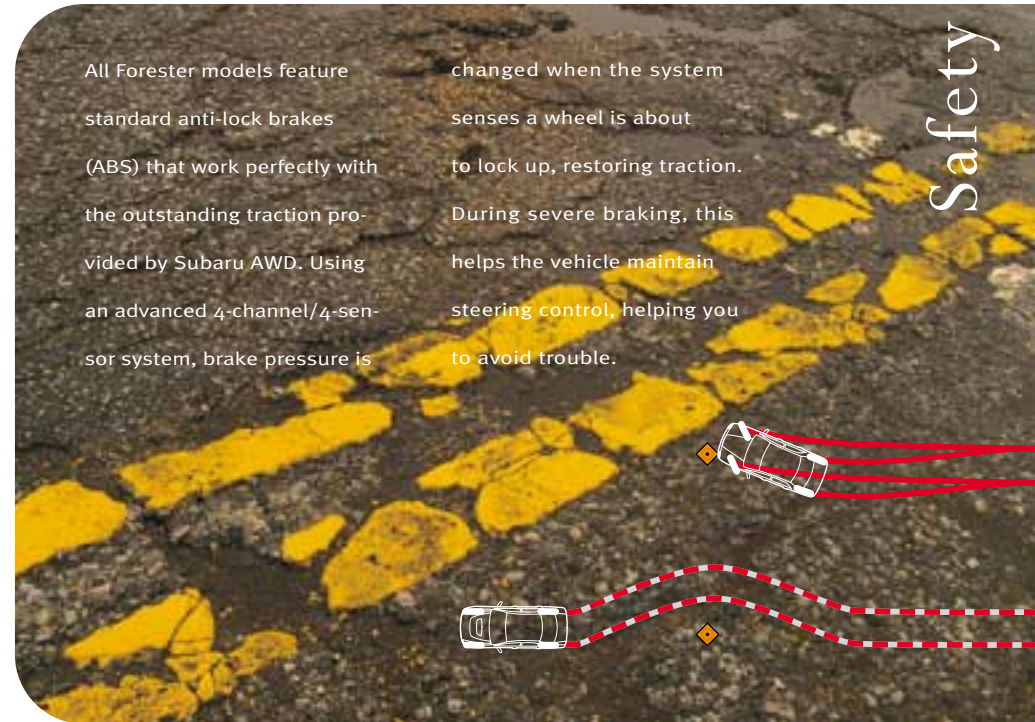 Safety
All Forester models feature
standard anti-lock brakes
(ABS) that work perfectly with
the outstanding traction pro-
vided by Subaru AWD. Using
an advanced 4-channel/4-sen-
sor system, brake pressure is
changed when the system
senses a wheel is about
to lock up, restoring traction.
During severe braking, this
helps the vehicle maintain
steering control, helping you
to avoid trouble.